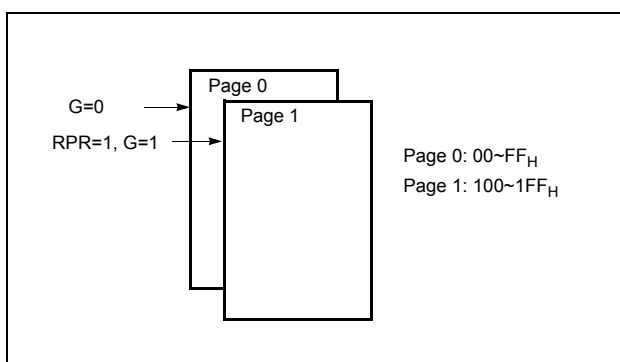 Page 0
G=0
Page 1
RPR=1, G=1
Page 0: 00~FFH
Page 1: 100~1FFH